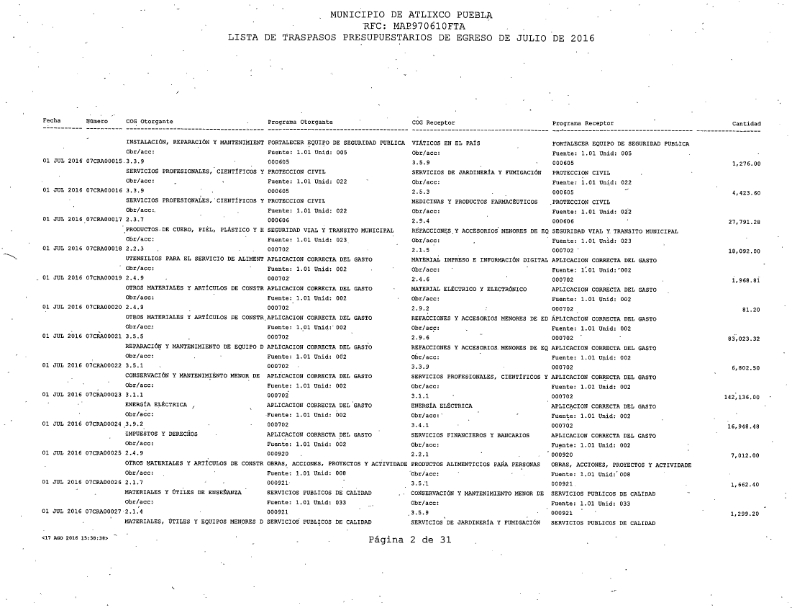 MUNICIPIO DE ATLIXCO PUEBLA
RFC: MAP970610FTA
LISTA DE TRASPASOS PRESUPUESTARIOS DE EGRESO DE JULIO DE 2016
Fecha Número COG Otorgante Programa Otorgante COG Receptor Programa Receptor Cantidad
INSTALACIÓN, REPARACIÓN Y MANTENIMIENT FORTALECER EQUIPO DE SEGURIDAD PUBLICA VIÁTICOS EN EL PAÍS FORTALECER EQUIPO DE SEGURIDAD PUBLICA
Obr/acc: Fuente: 1.01 Unid: 005 Obr/acc: Fuente: 1.01 Unid: 005
01 JUL 2016 07CRA00015 3.3.9 000605 3.5.9 000605 1,276.00
SERVICIOS PROFESIONALES, CIENTÍFICOS Y PROTECCION CIVIL SERVICIOS DE JARDINERÍA Y FUMIGACIÓN PROTECCION CIVIL
Obr/acc: Fuente: 1.01 Unid: 022 Obr/acc: Fuente: 1.01 Unid: 022
01 JUL 2016 07CRA00016 3.3.9 000605 2.5.3 000605 4,423.60
SERVICIOS PROFESIONALES, CIENTÍFICOS Y PROTECCION CIVIL MEDICINAS Y PRODUCTOS FARMACÉUTICOS PROTECCION CIVIL
Obr/acc: Fuente: 1.01 Unid: 022 Obr/acc: Fuente: 1.01 Unid: 022
01 JUL 2016 07CRA00017 2.3.7 000606 2.9.4 000606 27,791.28
PRODUCTOS DE CUERO, PIEL, PLÁSTICO Y H SEGURIDAD VIAL Y TRANSITO MUNICIPAL REFACCIONES Y ACCESORIOS MENORES DE EQ SEGURIDAD VIAL Y TRANSITO MUNICIPAL
Obr/acc: Fuente: 1.01 Unid: 023 Obr/acc: Fuente: 1.01 Unid: 023
01 JUL 2016 07CRA00018 2.2.3 000702 2.1.5 000702 18,092.00
UTENSILIOS PARA EL SERVICIO DE ALIMENT APLICACION CORRECTA DEL GASTO MATERIAL IMPRESO E INFORMACIÓN DIGITAL APLICACION CORRECTA DEL GASTO
Obr/acc: Fuente: 1.01 Unid: 002 Obr/acc: Fuente: 1.01 Unid: 002
01 JUL 2016 07CRA00019 2.4.9 000702 2.4.6 000702 1,968.81
OTROS MATERIALES Y ARTÍCULOS DE CONSTR APLICACION CORRECTA DEL GASTO MATERIAL ELÉCTRICO Y ELECTRÓNICO APLICACION CORRECTA DEL GASTO
Obr/acc: Fuente: 1.01 Unid: 002 Obr/acc: Fuente: 1.01 Unid: 002
01 JUL 2016 07CRA00020 2.4.9 000702 2.9.2 000702 81.20
OTROS MATERIALES Y ARTÍCULOS DE CONSTR APLICACION CORRECTA DEL GASTO REFACCIONES Y ACCESORIOS MENORES DE ED APLICACION CORRECTA DEL GASTO
Obr/acc: Fuente: 1.01 Unid: 002 Obr/acc: Fuente: 1.01 Unid: 002
01 JUL 2016 07CRA00021 3.5.5 000702 2.9.6 000702 83,023.32
REPARACIÓN Y MANTENIMIENTO DE EQUIPO D APLICACION CORRECTA DEL GASTO REFACCIONES Y ACCESORIOS MENORES DE EQ APLICACION CORRECTA DEL GASTO
Obr/acc: Fuente: 1.01 Unid: 002 Obr/acc: Fuente: 1.01 Unid: 002
01 JUL 2016 07CRA00022 3.5.1 000702 3.3.9 000702 6,802.50
CONSERVACIÓN Y MANTENIMIENTO MENOR DE APLICACION CORRECTA DEL GASTO SERVICIOS PROFESIONALES, CIENTÍFICOS Y APLICACION CORRECTA DEL GASTO
Obr/acc: Fuente: 1.01 Unid: 002 Obr/acc: Fuente: 1.01 Unid: 002
01 JUL 2016 07CRA00023 3.1.1 000702 3.1.1 000702 142,136.00
ENERGÍA ELÉCTRICA APLICACION CORRECTA DEL GASTO ENERGÍA ELÉCTRICA APLICACION CORRECTA DEL GASTO
Obr/acc: Fuente: 1.01 Unid: 002 Obr/acc: Fuente: 1.01 Unid: 002
01 JUL 2016 07CRA00024 3.9.2 000702 3.4.1 000702 16,968.48
IMPUESTOS Y DERECHOS APLICACION CORRECTA DEL GASTO SERVICIOS FINANCIEROS Y BANCARIOS APLICACION CORRECTA DEL GASTO
Obr/acc: Fuente: 1.01 Unid: 002 Obr/acc: Fuente: 1.01 Unid: 002
01 JUL 2016 07CRA00025 2.4.9 000920 2.2.1 000920 7,012.00
OTROS MATERIALES Y ARTÍCULOS DE CONSTR OBRAS, ACCIONES, PROYECTOS Y ACTIVIDADE PRODUCTOS ALIMENTICIOS PARA PERSONAS OBRAS, ACCIONES, PROYECTOS Y ACTIVIDADE
Obr/acc: Fuente: 1.01 Unid: 008 Obr/acc: Fuente: 1.01 Unid: 008
01 JUL 2016 07CRA00026 2.1.7 000921 3.5.1 000921 1,662.60
MATERIALES Y ÚTILES DE ENSEÑANZA SERVICIOS PUBLICOS DE CALIDAD CONSERVACIÓN Y MANTENIMIENTO MENOR DE SERVICIOS PUBLICOS DE CALIDAD
Obr/acc: Fuente: 1.01 Unid: 033 Obr/acc: Fuente: 1.01 Unid: 033
01 JUL 2016 07CRA00027 2.1.4 000921 3.5.9 000921 1,299.20
MATERIALES, ÚTILES Y EQUIPOS MENORES D SERVICIOS PUBLICOS DE CALIDAD SERVICIOS DE JARDINERÍA Y FUMIGACIÓN SERVICIOS PUBLICOS DE CALIDAD
Página 2 de 31